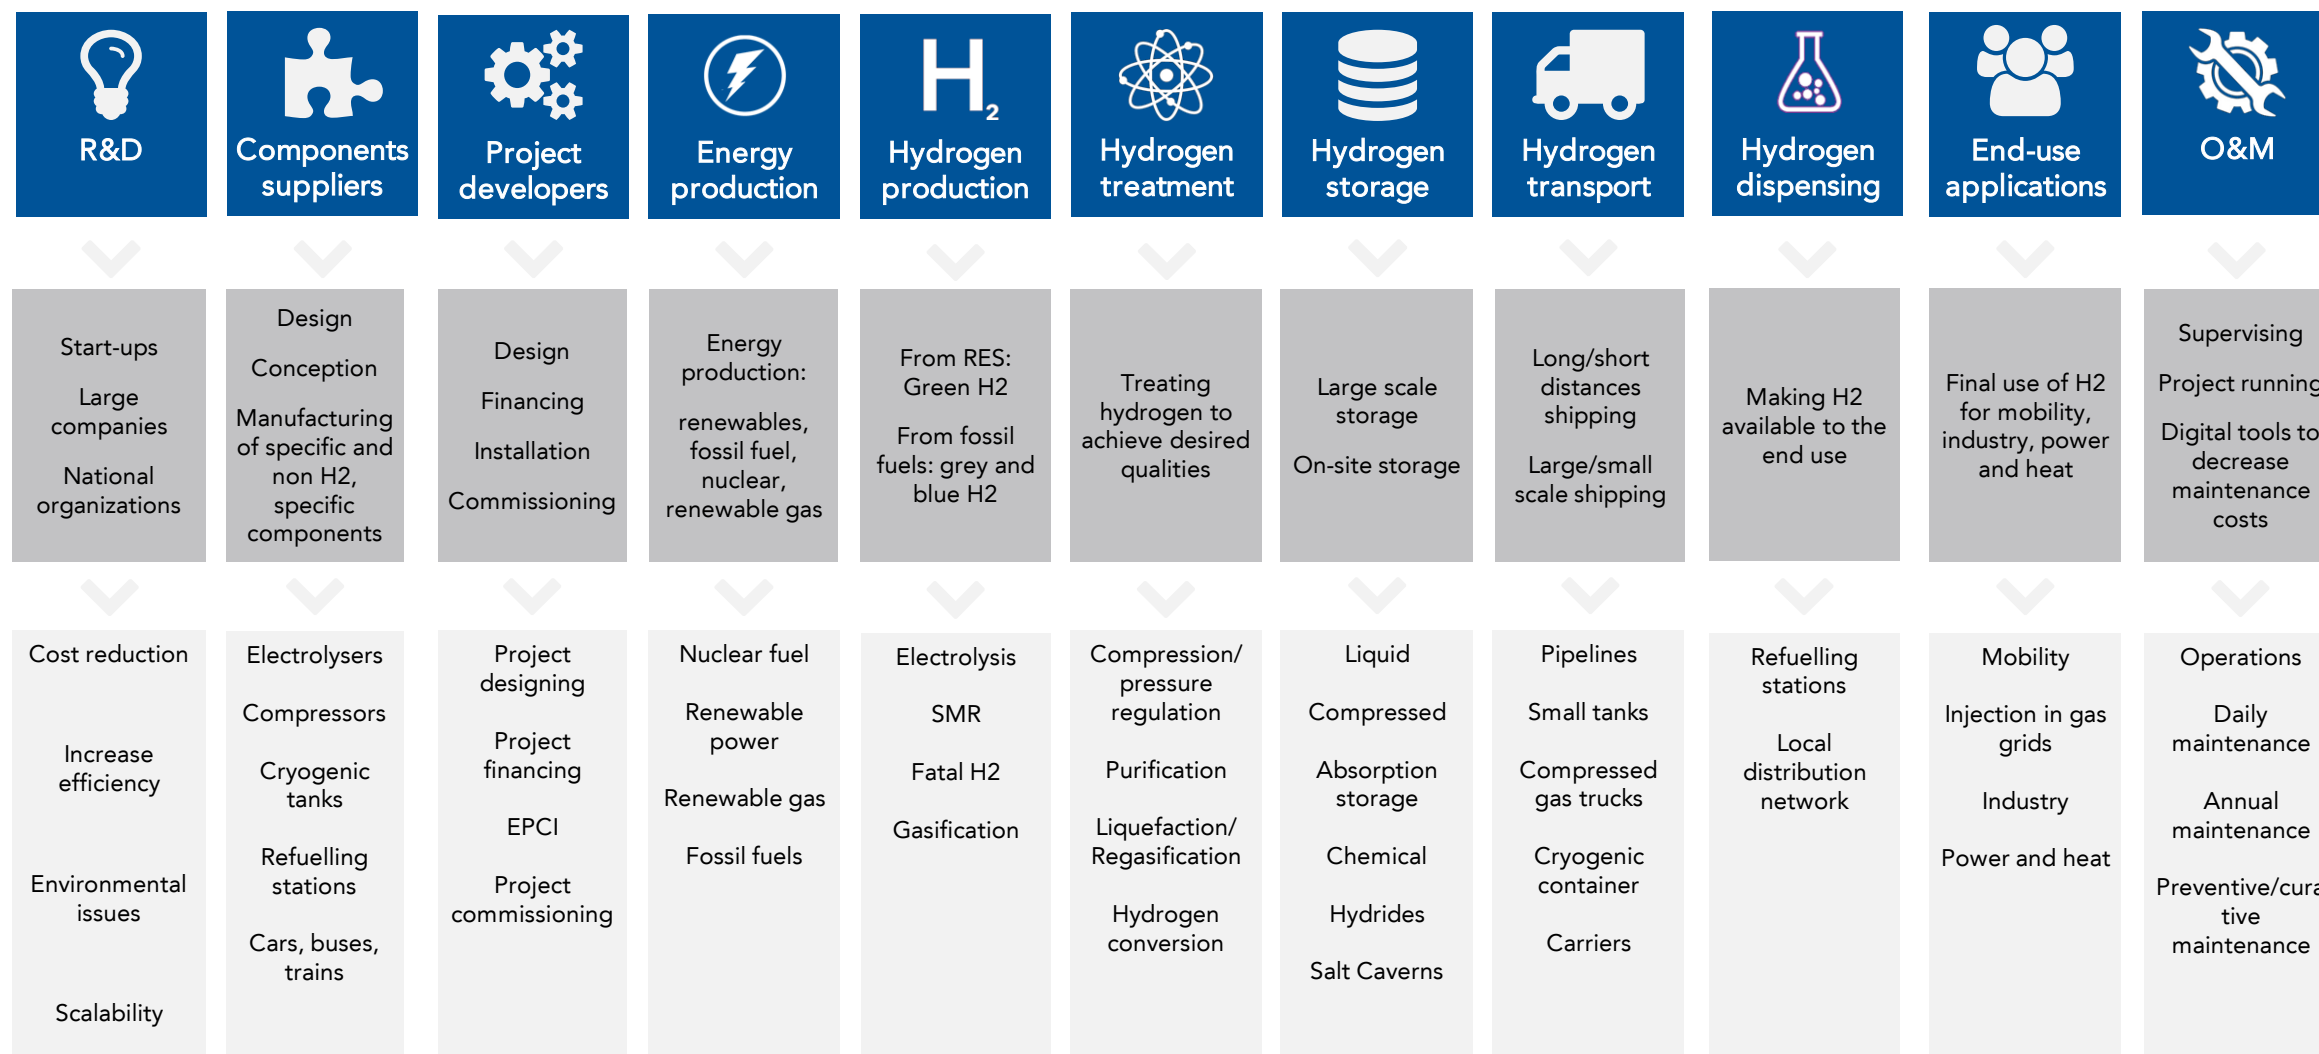 R&D
Components
suppliers
Project
developers
Energy
production
H2
Hydrogen
production
Hydrogen
treatment
Hydrogen
storage
Hydrogen
transport
Hydrogen
dispensing
End-use
applications
O&M
Start-ups
Large
companies
National
organizations
Design
Conception
Manufacturing
of specific and
non H2,
specific
components
Design
Financing
Installation
Commissioning
Energy
production:
renewables,
fossil fuel,
nuclear,
renewable gas
From RES:
Green H2
From fossil
fuels: grey and
blue H2
Treating
hydrogen to
achieve desired
qualities
Large scale
storage
On-site storage
Long/short
distances
shipping
Large/small
scale shipping
Making H2
available to the
end use
Final use of H2
for mobility,
industry, power
and heat
Supervising
Project running
Digital tools to
decrease
maintenance
costs
Cost reduction
Increase
efficiency
Environmental
issues
Scalability
Electrolysers
Compressors
Cryogenic
tanks
Refuelling
stations
Cars, buses,
trains
Project
designing
Project
financing
EPCI
Project
commissioning
Nuclear fuel
Renewable
power
Renewable gas
Fossil fuels
Electrolysis
SMR
Fatal H2
Gasification
Compression/
pressure
regulation
Purification
Liquefaction/
Regasification
Hydrogen
conversion
Liquid
Compressed
Absorption
storage
Chemical
Hydrides
Salt Caverns
Pipelines
Small tanks
Compressed
gas trucks
Cryogenic
container
Carriers
Refuelling
stations
Local
distribution
network
Mobility
Injection in gas
grids
Industry
Power and heat
Operations
Daily
maintenance
Annual
maintenance
Preventive/cura
tive
maintenance